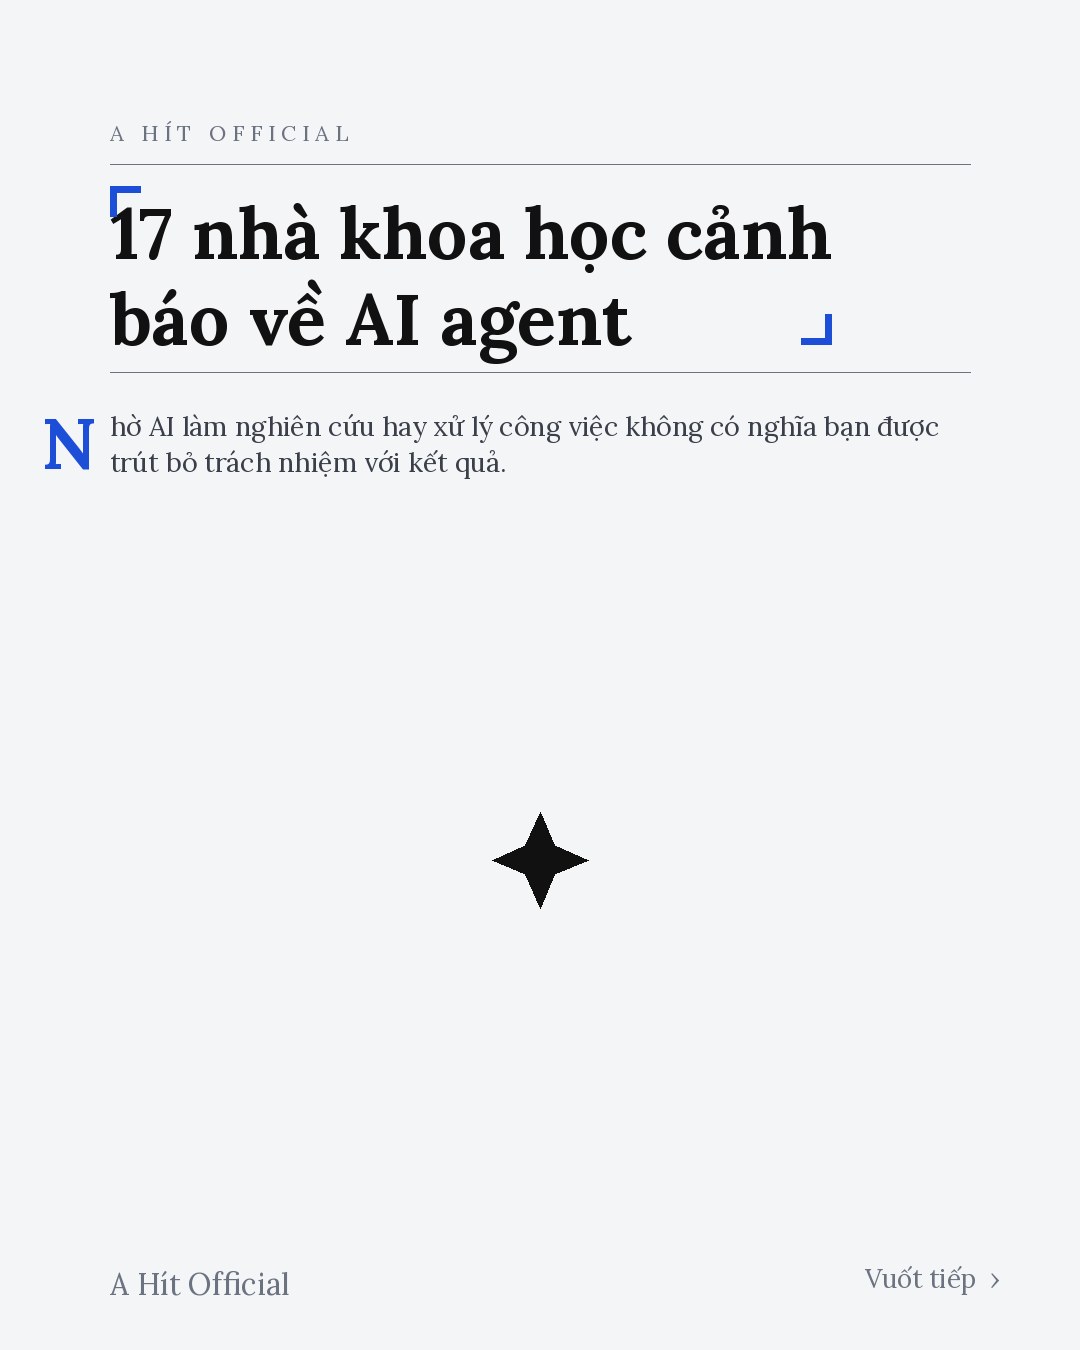 A HÍT OFFICIAL
17 nhà khoa học cảnh
báo về AI agent
Nhờ AI làm nghiên cứu hay xử lý công việc không có nghĩa bạn được
trút bỏ trách nhiệm với kết quả.
A Hít Official
Vuốt tiếp ›